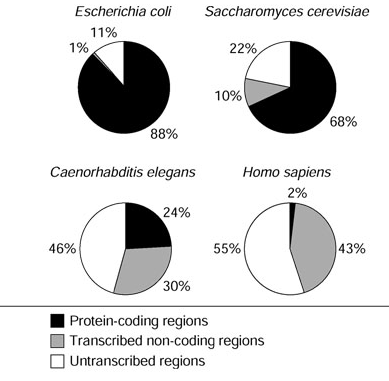 Escherichia coli
Saccharomyces cerevisiae
11%
1%
88%
22%
10%
68%
Caenorhabditis elegans
Homo sapiens
24%
46%
30%
2%
55%
43%
Protein-coding regions
Transcribed non-coding regions
Untranscribed regions